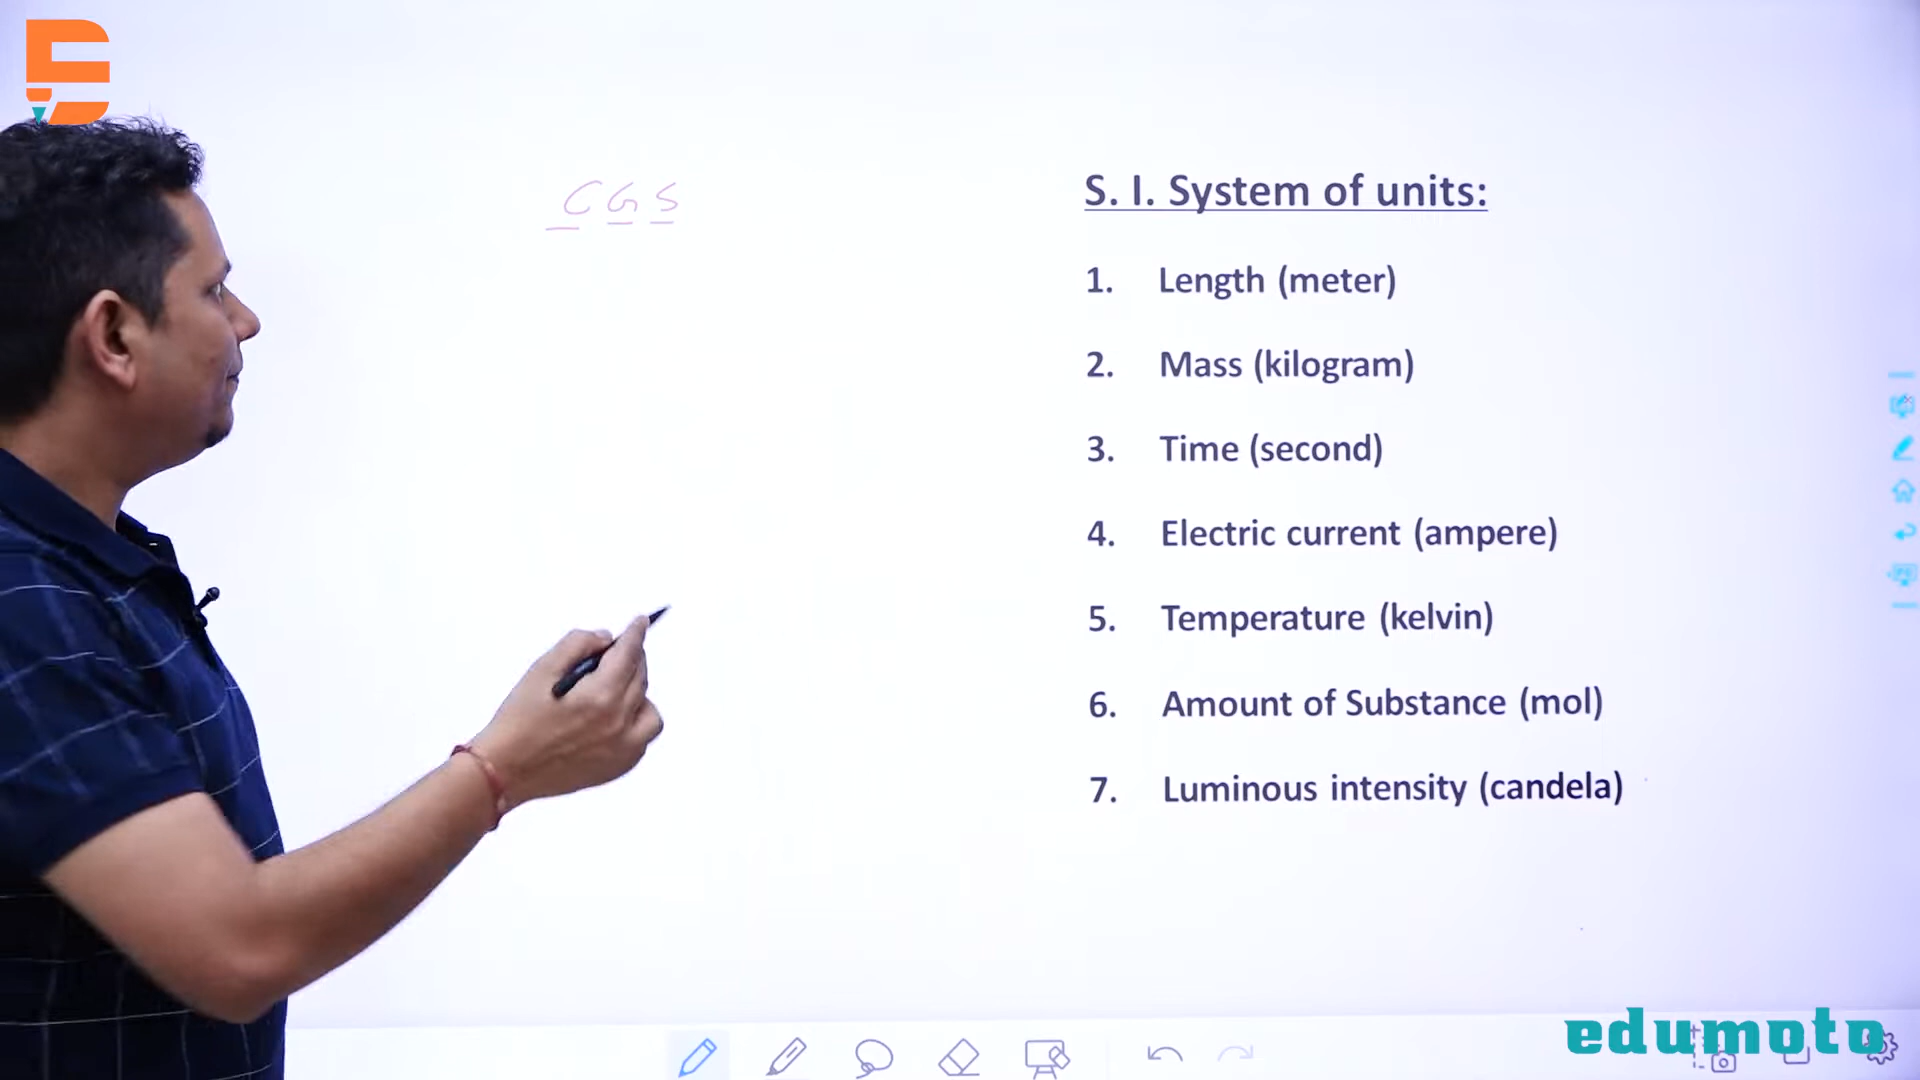 CGS
S. I. System of units:
1. Length (meter)
2. Mass (kilogram)
3. Time (second)
4. Electric current (ampere)
5. Temperature (kelvin)
6. Amount of Substance (mol)
7. Luminous intensity (candela)
edumoto